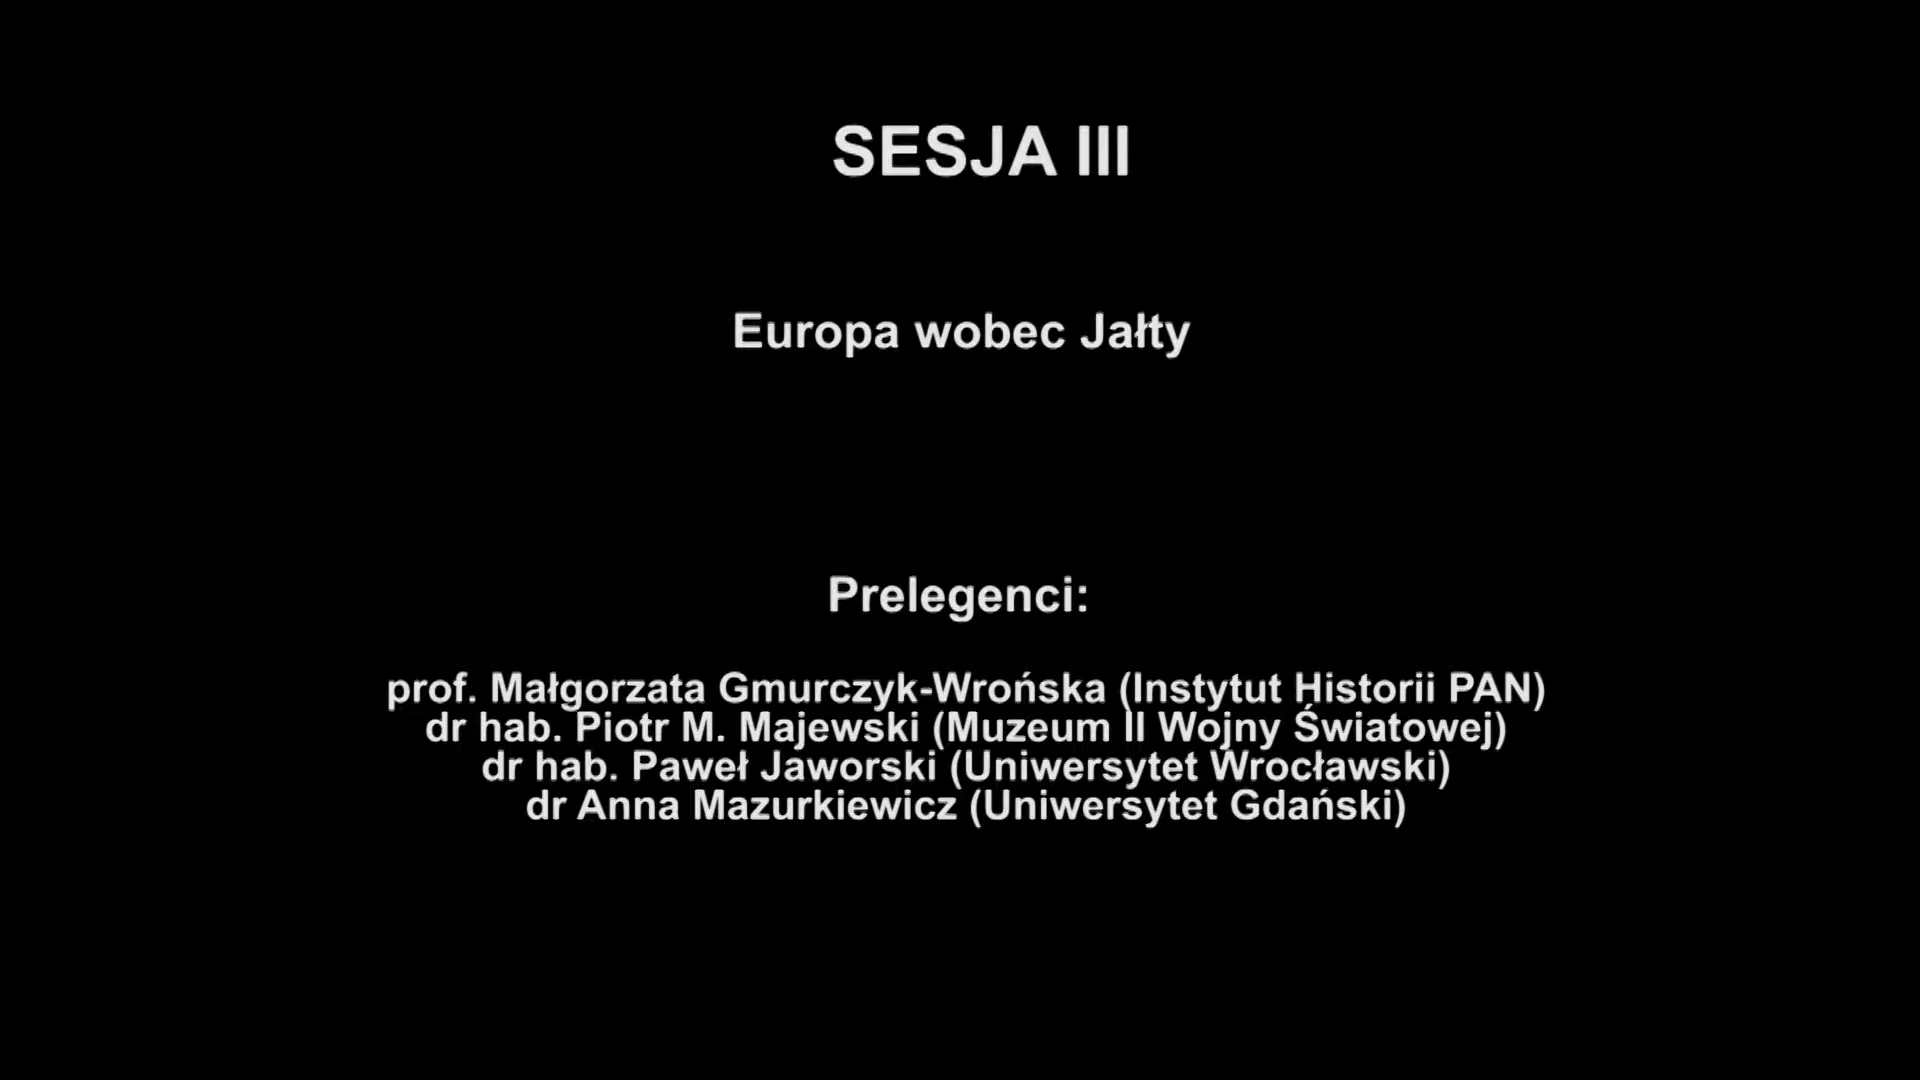 SESJA III
Europa wobec Jałty
Prelegenci:
prof. Małgorzata Gmurczyk-Wrońska (Instytut Historii PAN)
dr hab. Piotr M. Majewski (Muzeum II Wojny Światowej)
dr hab. Paweł Jaworski (Uniwersytet Wrocławski)
dr Anna Mazurkiewicz (Uniwersytet Gdański)